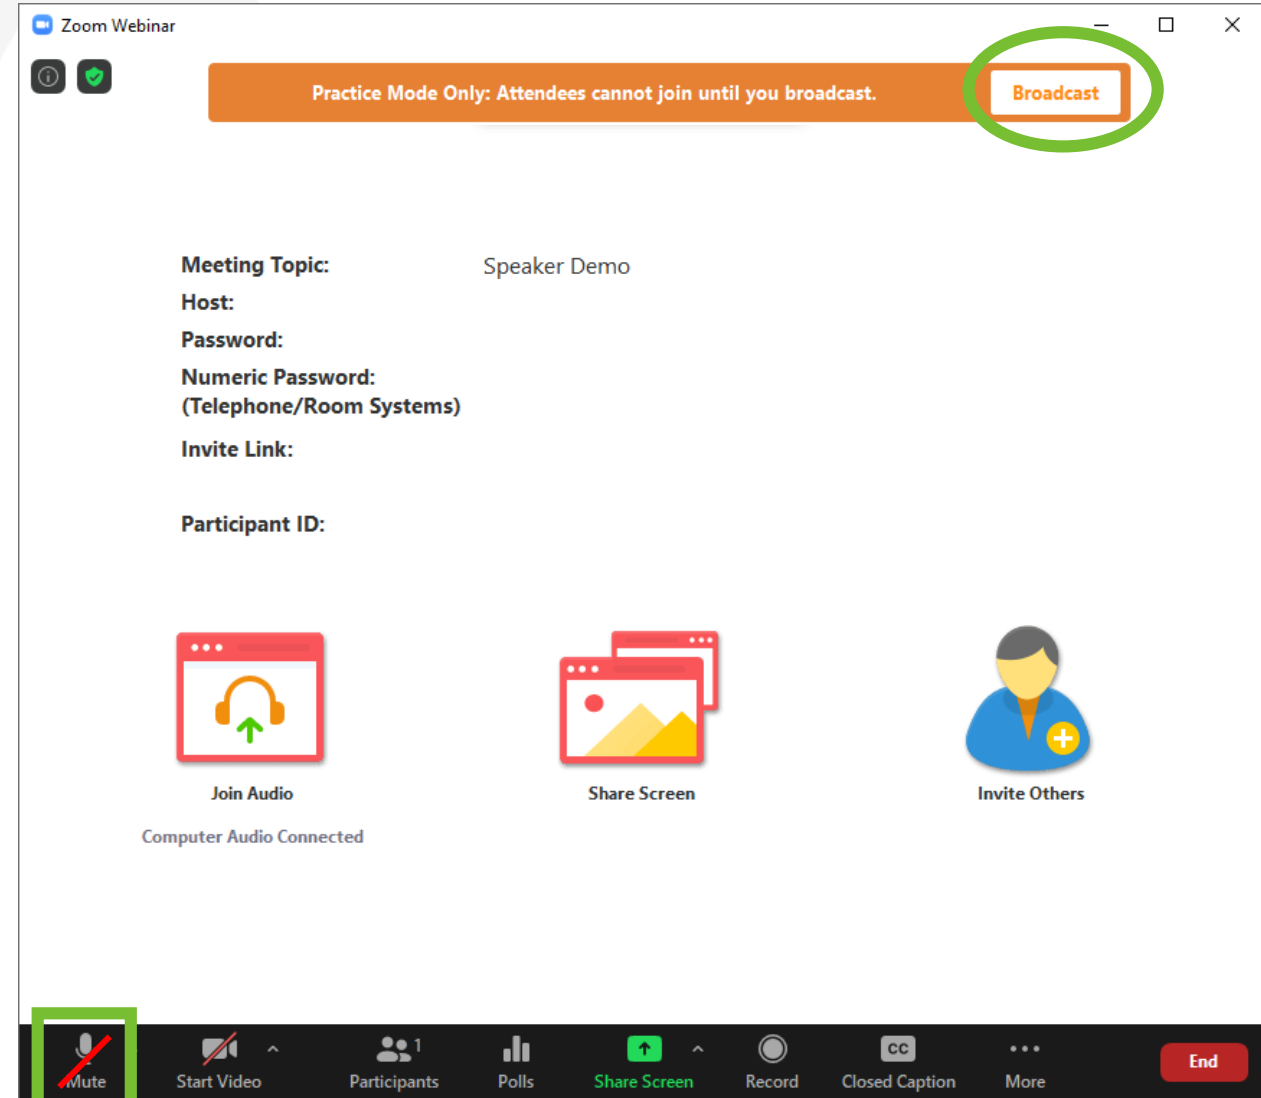 Zoom Webinar
Practice Mode Only: Attendees cannot join until you broadcast.
Broadcast
Meeting Topic: Speaker Demo
Host:
Password:
Numeric Password:
(Telephone/Room Systems)
Invite Link:
Participant ID:
Join Audio Share Screen Invite Others
Computer Audio Connected
1
CC
Mute Start Video Participants Polls Share Screen Record Closed Caption More End